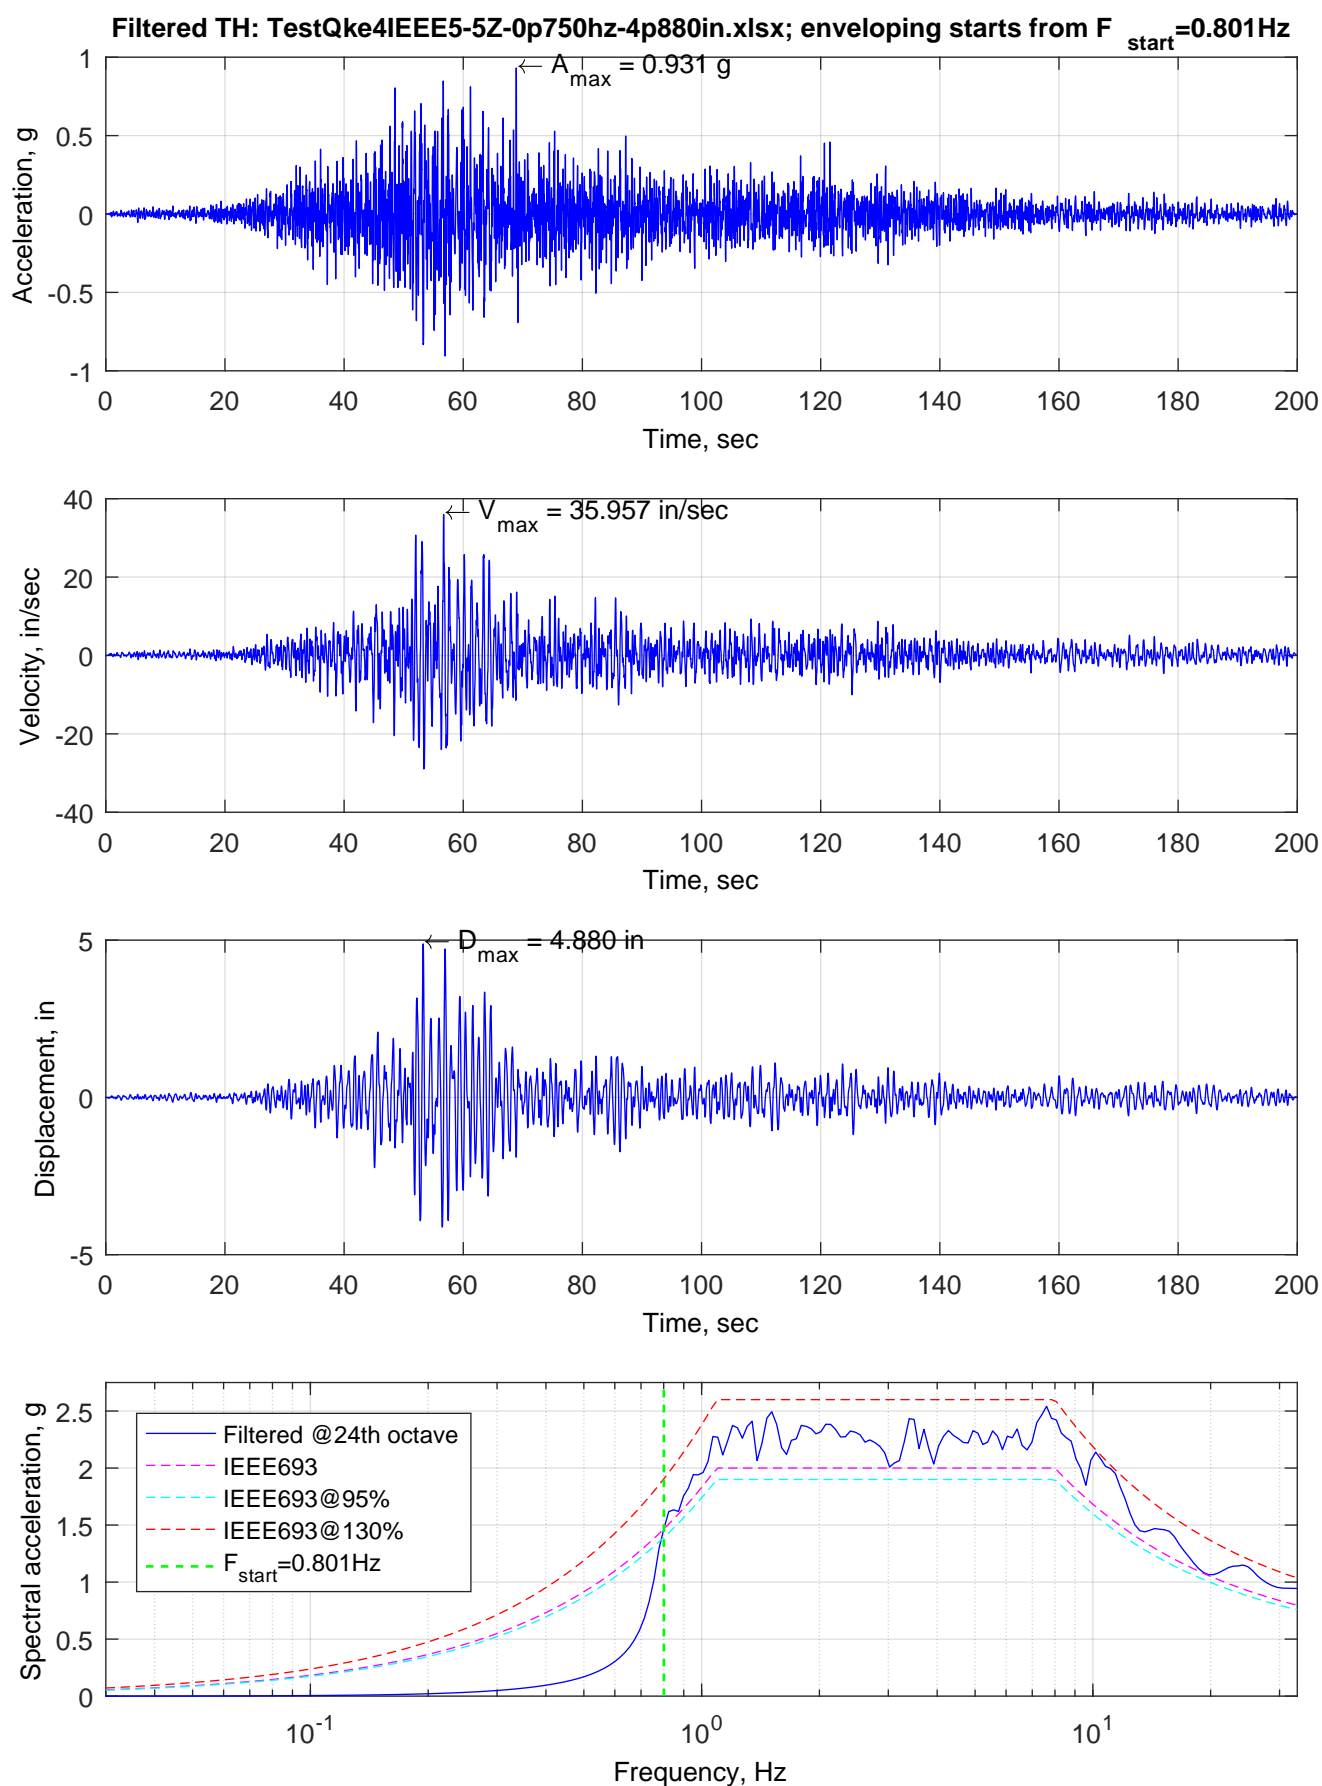 Filtered TH: TestQke4IEEE5-5Z-0p750hz-4p880in.xlsx; enveloping starts from F start=0.801Hz
← Amax = 0.931 g
Acceleration, g
1
0.5
0
-0.5
-1
0 20 40 60 80 100 120 140 160 180 200
Time, sec
← Vmax = 35.957 in/sec
Velocity, in/sec
40
20
0
-20
-40
0 20 40 60 80 100 120 140 160 180 200
Time, sec
← Dmax = 4.880 in
Displacement, in
5
0
-5
0 20 40 60 80 100 120 140 160 180 200
Time, sec
Spectral acceleration, g
2.5
2
1.5
1
0.5
0
Filtered @24th octave
IEEE693
IEEE693@95%
IEEE693@130%
Fstart=0.801Hz
10-1 100 101
Frequency, Hz